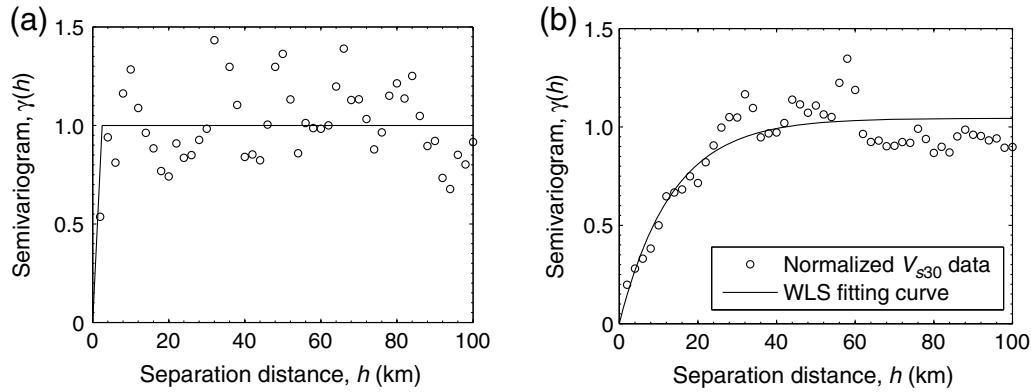 (a)
1.5
1.0
0.5
0
Semivariogram, γ(h)
0 20 40 60 80 100
Separation distance, h (km)
(b)
1.5
1.0
0.5
0
Semivariogram, γ(h)
Normalized Vs30 data
WLS fitting curve
0 20 40 60 80 100
Separation distance, h (km)